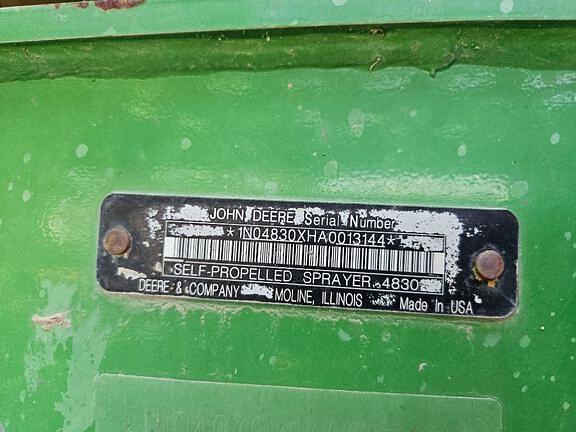 JOHN DEERE Serial Number
*1N04830XHA0013144*
SELF-PROPELLED SPRAYER 4830
DEERE & COMPANY MOLINE, ILLINOIS Made in USA